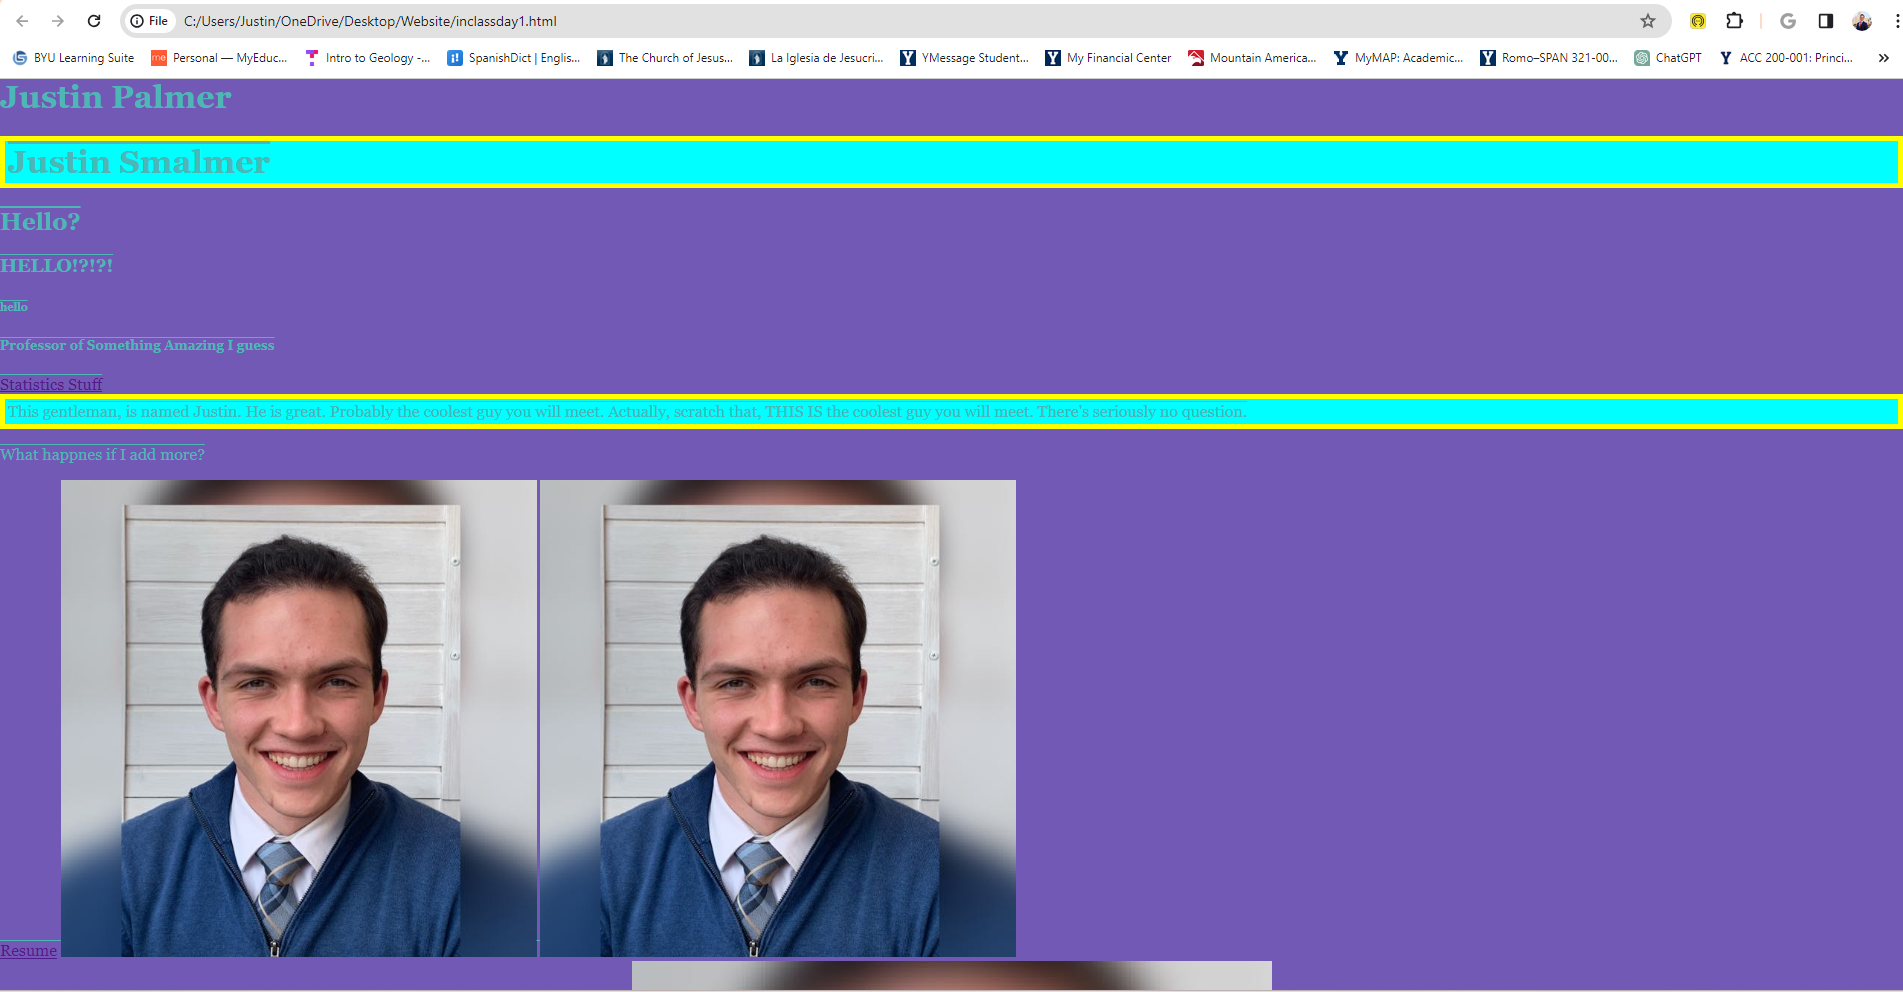 File C:/Users/Justin/OneDrive/Desktop/Website/inclassday1.html
BYU Learning Suite Personal — MyEduc... Intro to Geology -... SpanishDict | Englis... The Church of Jesus... La Iglesia de Jesucri... YMessage Student... My Financial Center Mountain America... MyMAP: Academic... Romo–SPAN 321-00... ChatGPT ACC 200-001: Princi...
Justin Palmer
Justin Smalmer
Hello?
HELLO!?!?!
hello
Professor of Something Amazing I guess
Statistics Stuff
This gentleman, is named Justin. He is great. Probably the coolest guy you will meet. Actually, scratch that, THIS IS the coolest guy you will meet. There's seriously no question.
What happnes if I add more?
Resume